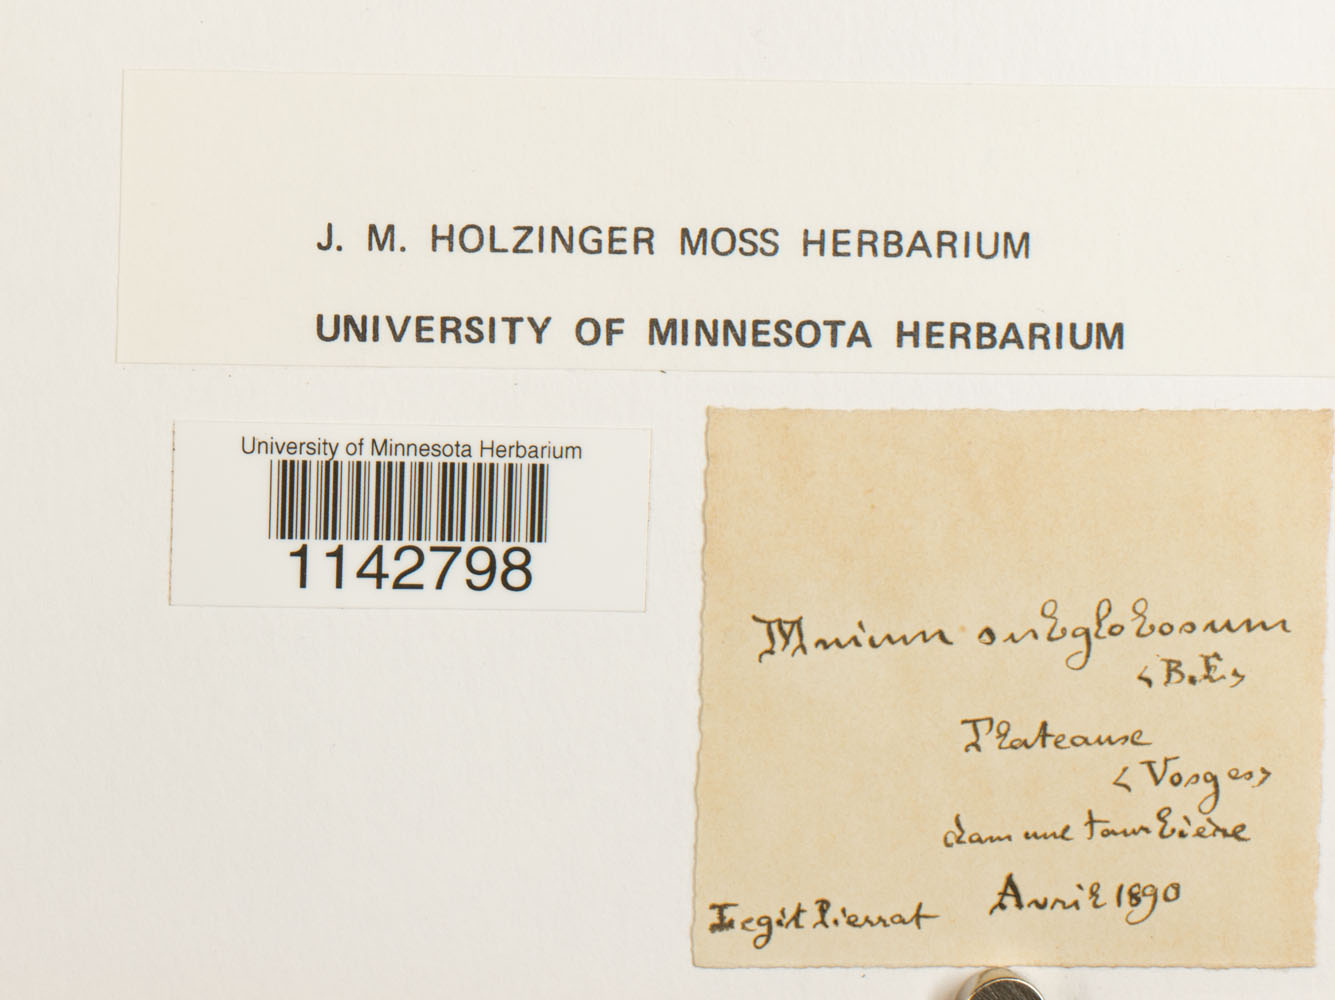 J. M. HOLZINGER MOSS HERBARIUM
UNIVERSITY OF MINNESOTA HERBARIUM
University of Minnesota Herbarium
1142798
Mnium subglobosum
<B.E>
<Vosges>
dans une tourbière
Avril 1890
Legit Pierrat